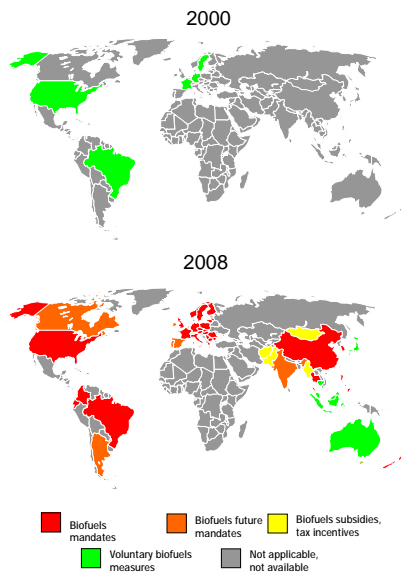 2000
2008
Biofuels
mandates
Biofuels future
mandates
Biofuels subsidies,
tax incentives
Voluntary biofuels
measures
Not applicable,
not available